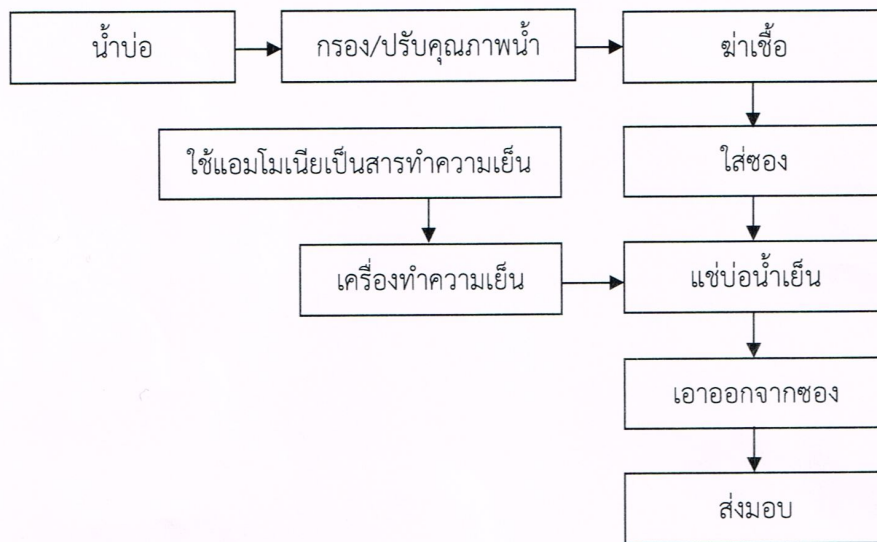 น้ำบ่อ
กรอง/ปรับคุณภาพน้ำ
ฆ่าเชื้อ
ใช้แอมโมเนียเป็นสารทำความเย็น
ใส่ซอง
เครื่องทำความเย็น
แช่บ่อน้ำเย็น
เอาออกจากซอง
ส่งมอบ